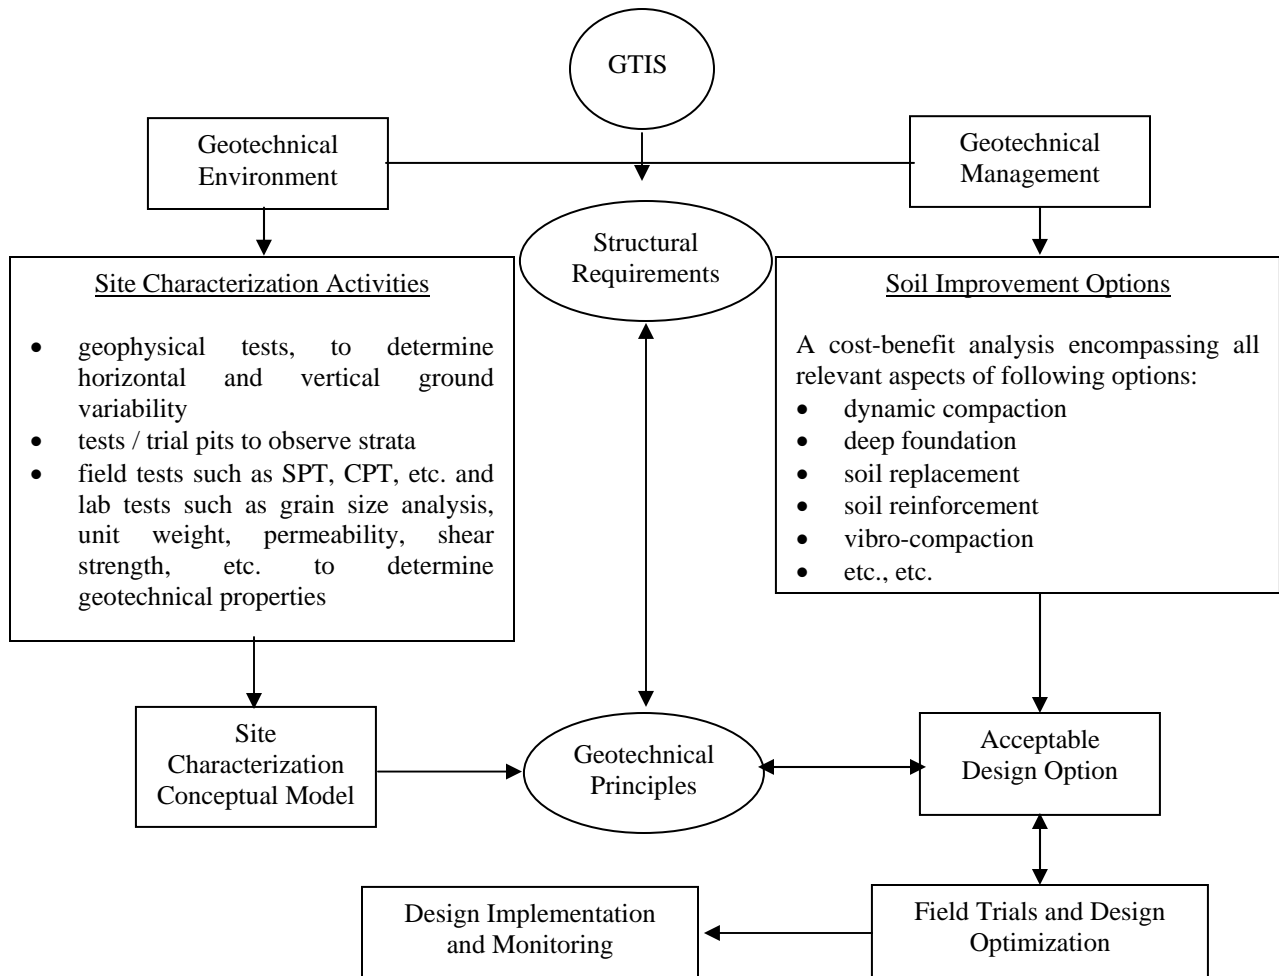 GTIS
Geotechnical
Environment
Geotechnical
Management
Structural
Requirements
Site Characterization Activities
• geophysical tests, to determine
horizontal and vertical ground
variability
• tests / trial pits to observe strata
• field tests such as SPT, CPT, etc. and
lab tests such as grain size analysis,
unit weight, permeability, shear
strength, etc. to determine
geotechnical properties
Soil Improvement Options
A cost-benefit analysis encompassing all
relevant aspects of following options:
• dynamic compaction
• deep foundation
• soil replacement
• soil reinforcement
• vibro-compaction
• etc., etc.
Site
Characterization
Conceptual Model
Geotechnical
Principles
Acceptable
Design Option
Design Implementation
and Monitoring
Field Trials and Design
Optimization